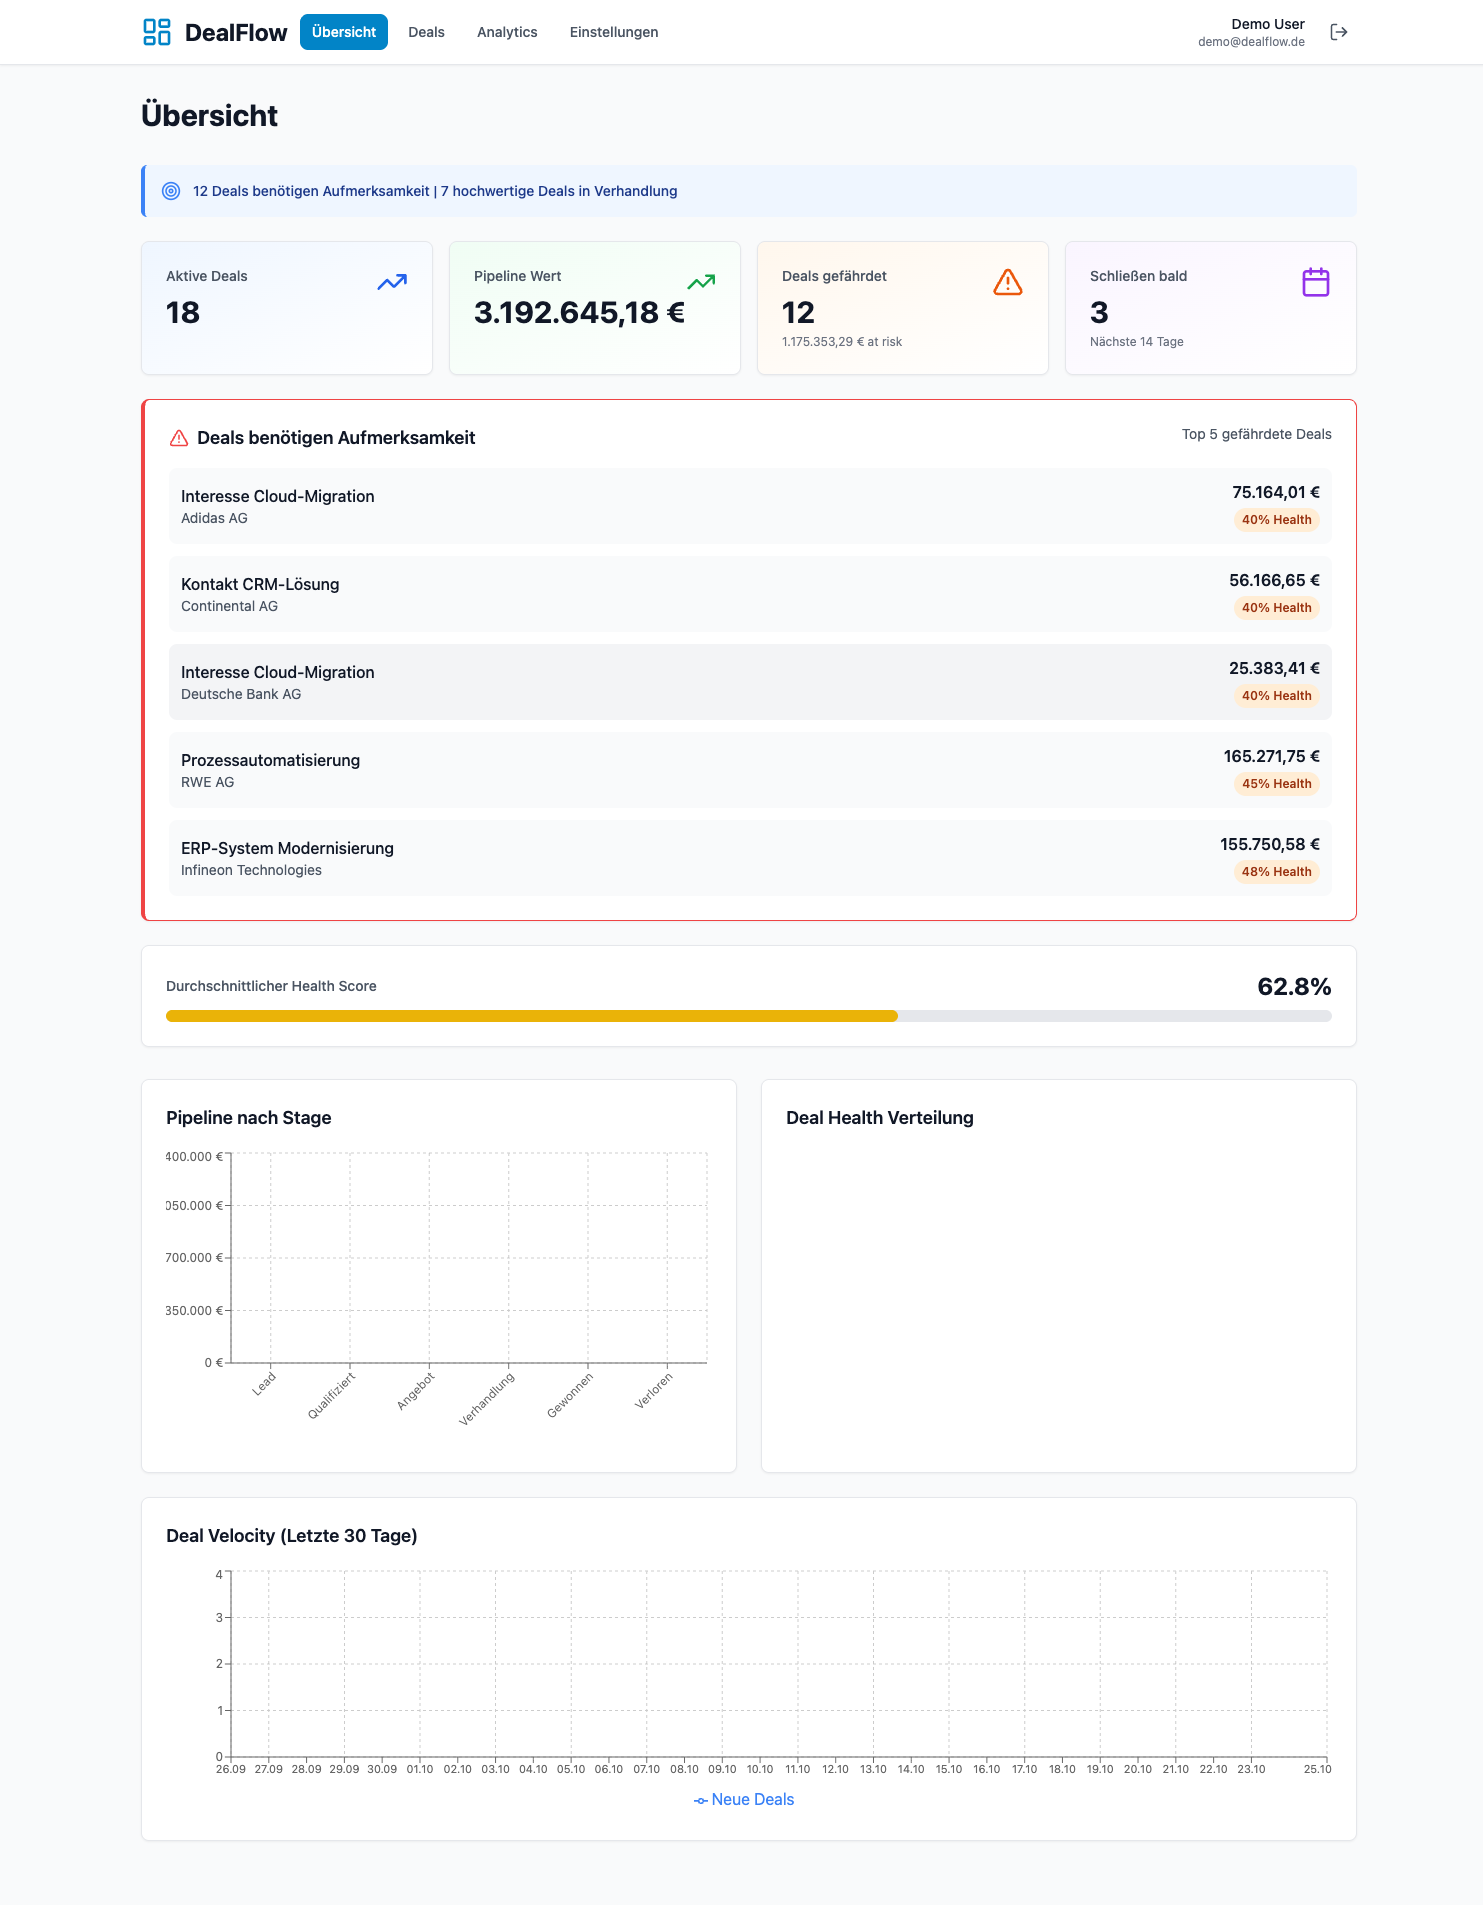 DealFlow
Übersicht
Deals
Analytics
Einstellungen
Demo User
demo@dealflow.de
Übersicht
12 Deals benötigen Aufmerksamkeit | 7 hochwertige Deals in Verhandlung
Aktive Deals
18
Pipeline Wert
3.192.645,18 €
Deals gefährdet
12
1.175.353,29 € at risk
Schließen bald
3
Nächste 14 Tage
Deals benötigen Aufmerksamkeit
Top 5 gefährdete Deals
Interesse Cloud-Migration
Adidas AG
75.164,01 €
40% Health
Kontakt CRM-Lösung
Continental AG
56.166,65 €
40% Health
Interesse Cloud-Migration
Deutsche Bank AG
25.383,41 €
40% Health
Prozessautomatisierung
RWE AG
165.271,75 €
45% Health
ERP-System Modernisierung
Infineon Technologies
155.750,58 €
48% Health
Durchschnittlicher Health Score
62.8%
Pipeline nach Stage
400.000 €
050.000 €
700.000 €
350.000 €
0 €
Lead
Qualifiziert
Angebot
Verhandlung
Gewonnen
Verloren
Deal Health Verteilung
Deal Velocity (Letzte 30 Tage)
4
3
2
1
0
26.09 27.09 28.09 29.09 30.09 01.10 02.10 03.10 04.10 05.10 06.10 07.10 08.10 09.10 10.10 11.10 12.10 13.10 14.10 15.10 16.10 17.10 18.10 19.10 20.10 21.10 22.10 23.10 25.10
Neue Deals